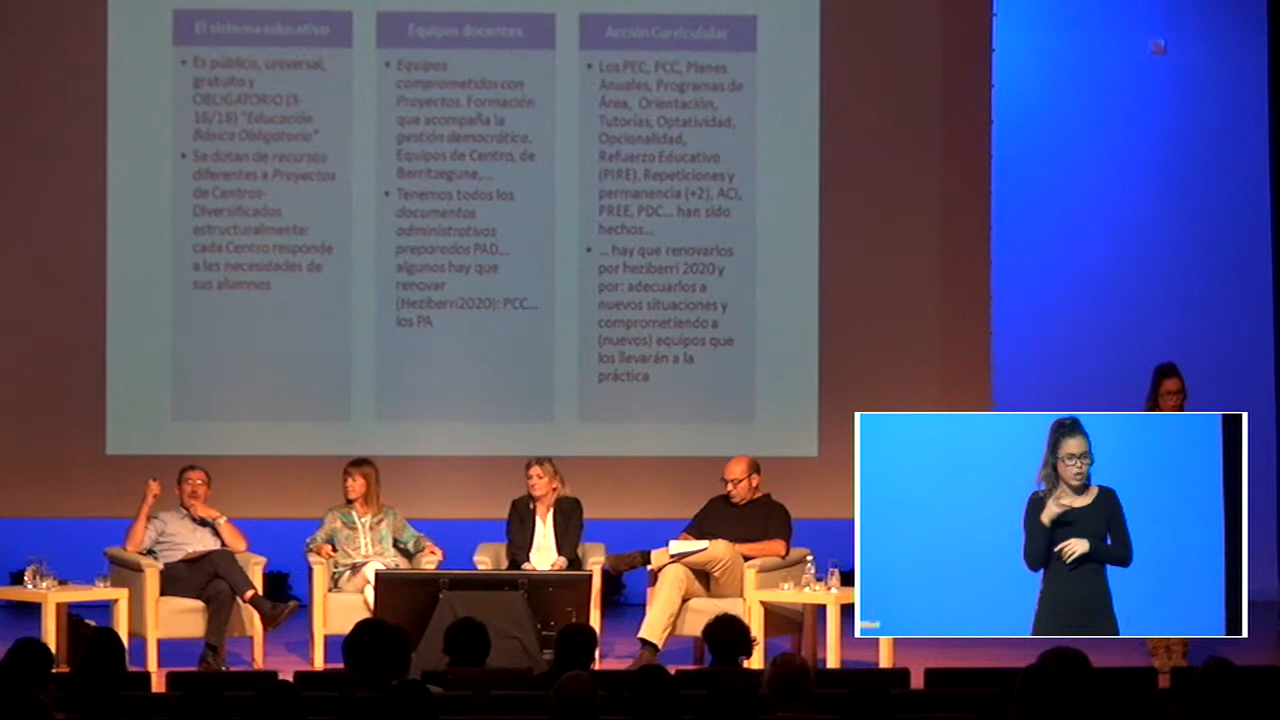 El sistema educativo
• Es público, universal,
gratuito y
OBLIGATORIO (3-
16/18) "Educación
Básica Obligatoria"
• Se dotan de recursos
diferentes a Proyectos
de Centros-
Diversificados
estructuralmente:
cada Centro responde
a las necesidades de
sus alumnos
Equipos docentes
• Equipos
comprometidos con
Proyectos. Formación
que acompaña la
gestión democrática.
Equipos de Centro, de
Berritzegune,...
• Tenemos todos los
documentos
administrativos
preparados PAD...
algunos hay que
renovar
(Heziberri2020): PCC...
los PA
Acción Curriculular
• Los PEC, PCC, Planes
Anuales, Programas de
Área, Orientación,
Tutorías, Optatividad,
Opcionalidad,
Refuerzo Educativo
(PIRE), Repeticiones y
permanencia (+2), ACI,
PREE, PDC... han sido
hechos...
• ... hay que renovarlos
por heziberri 2020 y
por: adecuarlos a
nuevos situaciones y
comprometiendo a
(nuevos) equipos que
los llevarán a la
práctica